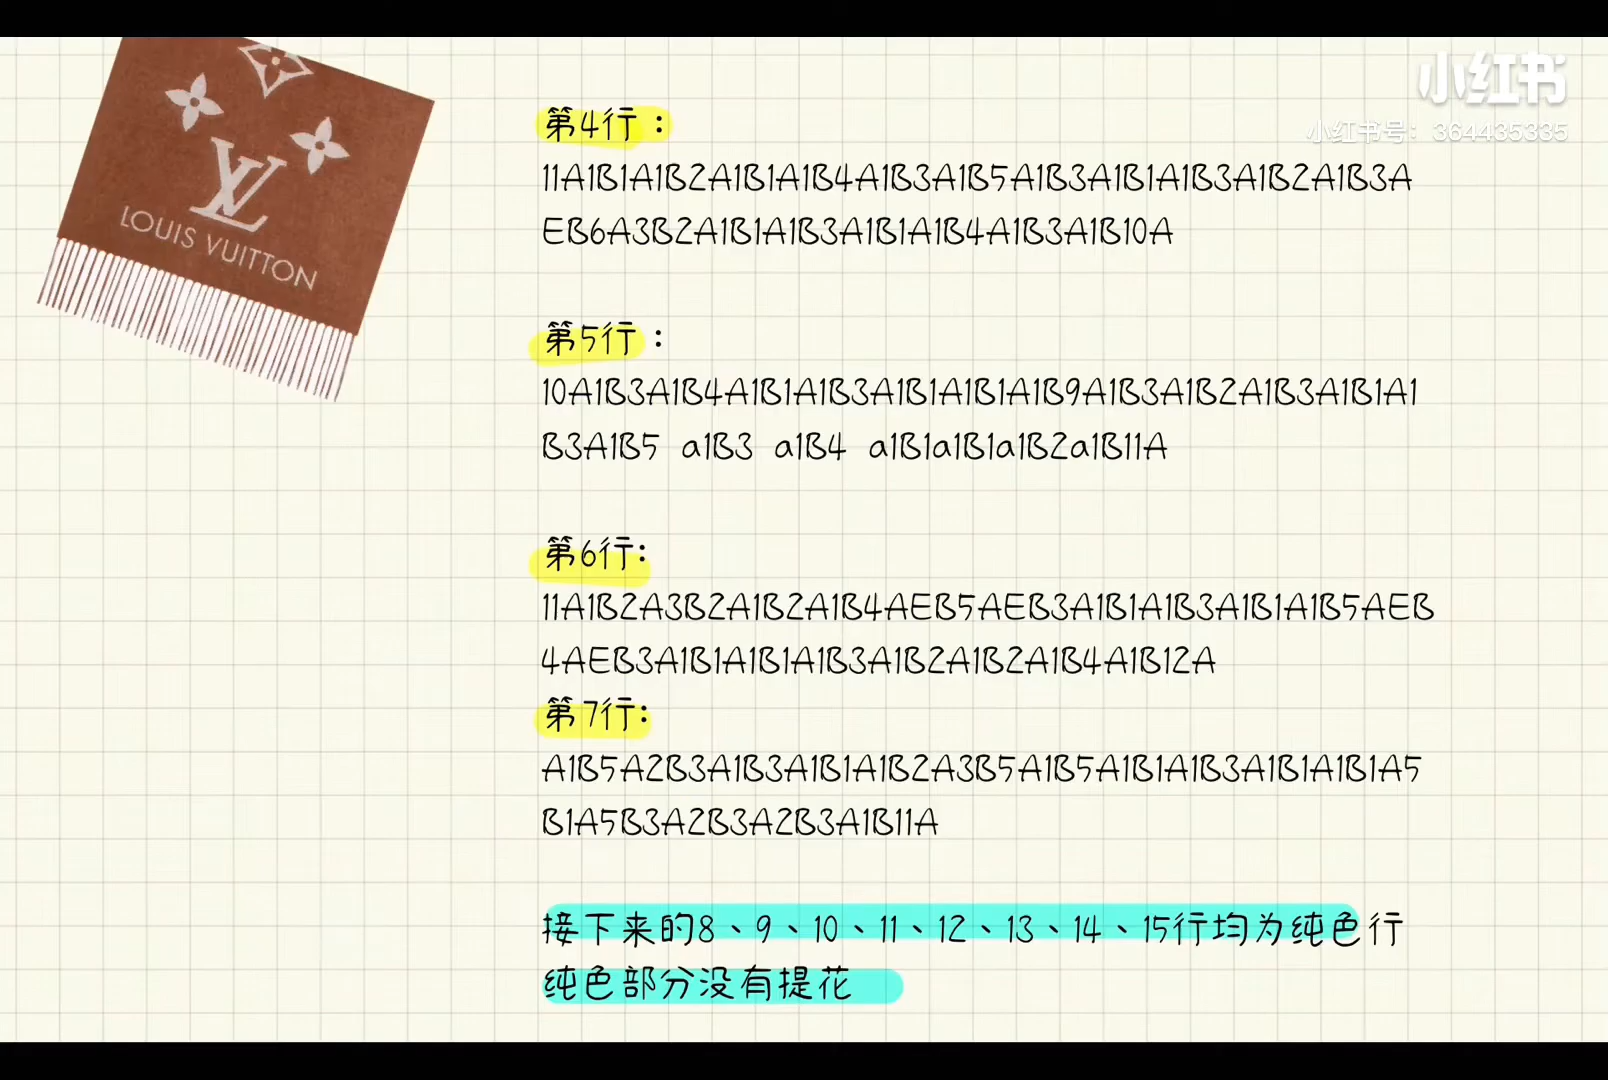 小红书
小红书号：364435335
LOUIS VUITTON
第4行：
11A1B1A1B2A1B1A1B4A1B3A1B5A1B3A1B1A1B3A1B2A1B3A
EB6A3B2A1B1A1B3A1B1A1B4A1B3A1B10A
第5行：
10A1B3A1B4A1B1A1B3A1B1A1B1A1B9A1B3A1B2A1B3A1B1A1
B3A1B5 a1B3 a1B4 a1B1a1B1a1B2a1B11A
第6行:
11A1B2A3B2A1B2A1B4AEB5AEB3A1B1A1B3A1B1A1B5AEB
4AEB3A1B1A1B1A1B3A1B2A1B2A1B4A1B12A
第7行:
A1B5A2B3A1B3A1B1A1B2A3B5A1B5A1B1A1B3A1B1A1B1A5
B1A5B3A2B3A2B3A1B11A
接下来的8、9、10、11、12、13、14、15行均为纯色行
纯色部分没有提花